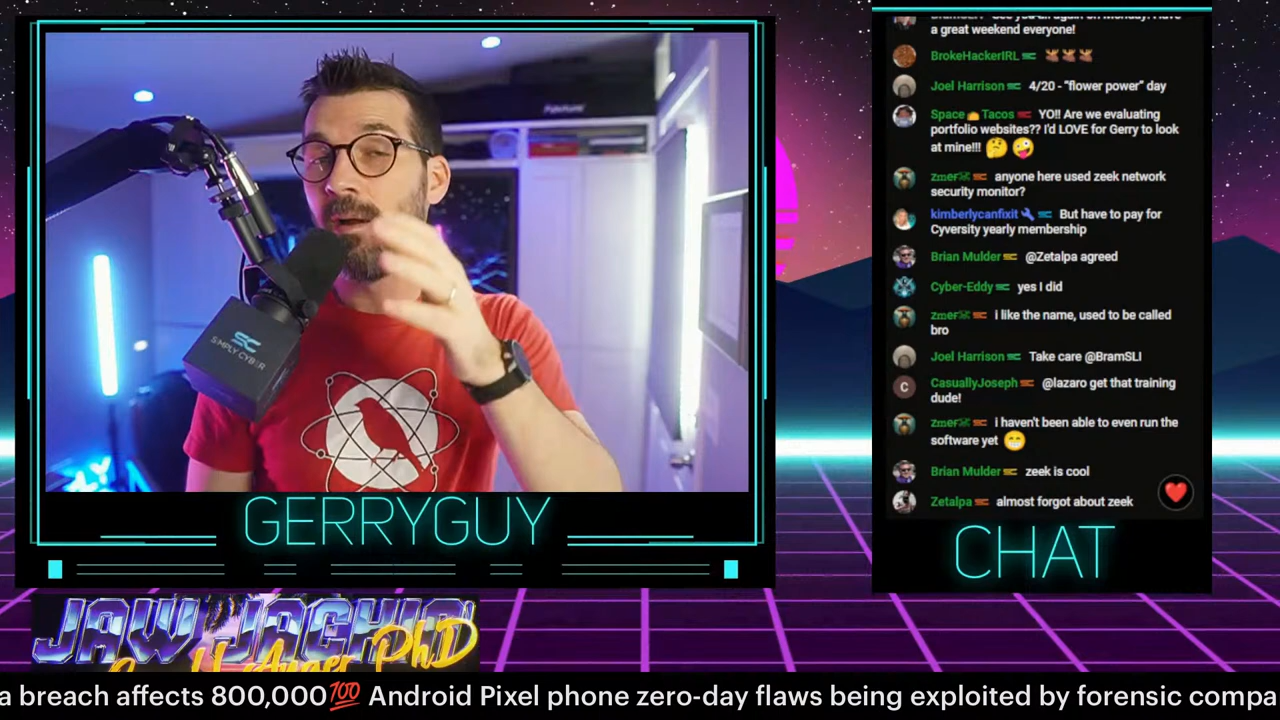 SIMPLY CYBER
GERRYGUY
JAW JACKIN'
PhD
a great weekend everyone!
BrokeHackerIRL 
Joel Harrison 4/20 - "flower power" day
Space🌮Tacos YO!! Are we evaluating
portfolio websites?? I'd LOVE for Gerry to look
at mine!!! 🤔 🤪
anyone here used zeek network
security monitor?
kimberlycanfixit 🔧 But have to pay for
Cyversity yearly membership
Brian Mulder @Zetalpa agreed
Cyber-Eddy yes I did
zmer i like the name, used to be called
bro
Joel Harrison Take care @BramSLI
C
CasuallyJoseph @lazaro get that training
dude!
zmer i haven't been able to even run the
software yet 😁
Brian Mulder zeek is cool
Zetalpa almost forgot about zeek
❤️
CHAT
a breach affects 800,000💯 Android Pixel phone zero-day flaws being exploited by forensic compa